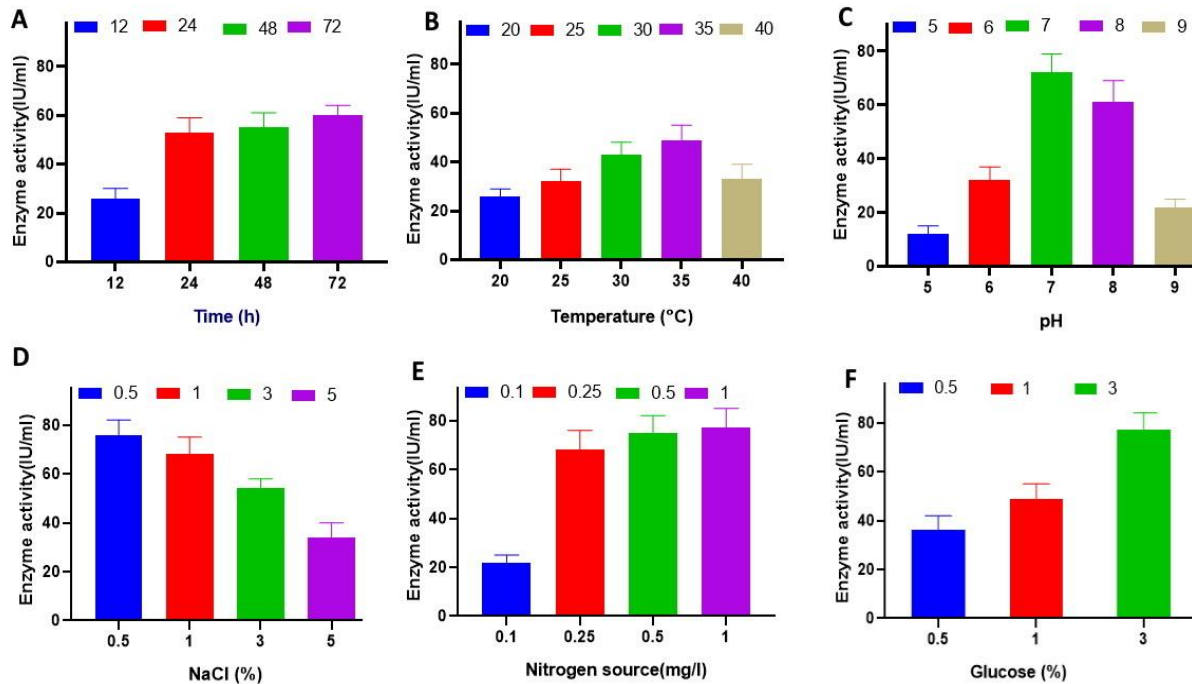 A
12 24 48 72
Enzyme activity(IU/ml)
80
60
40
20
0
12 24 48 72
Time (h)
B
20 25 30 35 40
Enzyme activity(IU/ml)
80
60
40
20
0
20 25 30 35 40
Temperature (°C)
C
5 6 7 8 9
Enzyme activity(IU/ml)
80
60
40
20
0
5 6 7 8 9
pH
D
0.5 1 3 5
Enzyme activity(IU/ml)
80
60
40
20
0
0.5 1 3 5
NaCl (%)
E
0.1 0.25 0.5 1
Enzyme activity(IU/ml)
80
60
40
20
0
0.1 0.25 0.5 1
Nitrogen source(mg/l)
F
0.5 1 3
Enzyme activity(IU/ml)
80
60
40
20
0
0.5 1 3
Glucose (%)